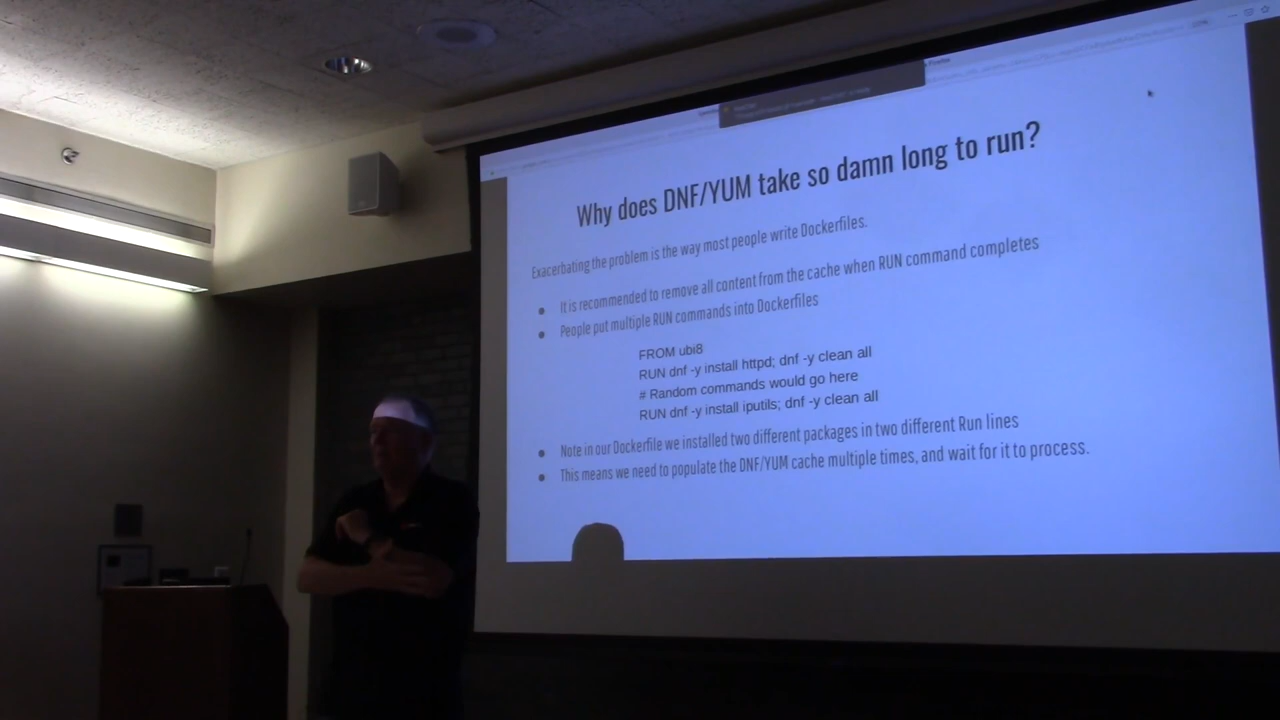 Why does DNF/YUM take so damn long to run?
Exacerbating the problem is the way most people write Dockerfiles.
● It is recommended to remove all content from the cache when RUN command completes
● People put multiple RUN commands into Dockerfiles
FROM ubi8
RUN dnf -y install httpd; dnf -y clean all
# Random commands would go here
RUN dnf -y install iputils; dnf -y clean all
● Note in our Dockerfile we installed two different packages in two different Run lines
● This means we need to populate the DNF/YUM cache multiple times, and wait for it to process.